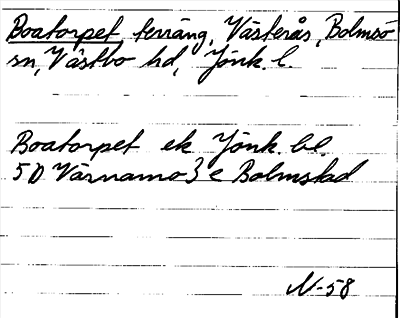 Boatorpet, terräng, Västerås, Bolmsö
sn, Västbo hd, Jönk. l.
Boatorpet ek Jönk. bl.
5D Värnamo 3 e Bolmstad
N-58